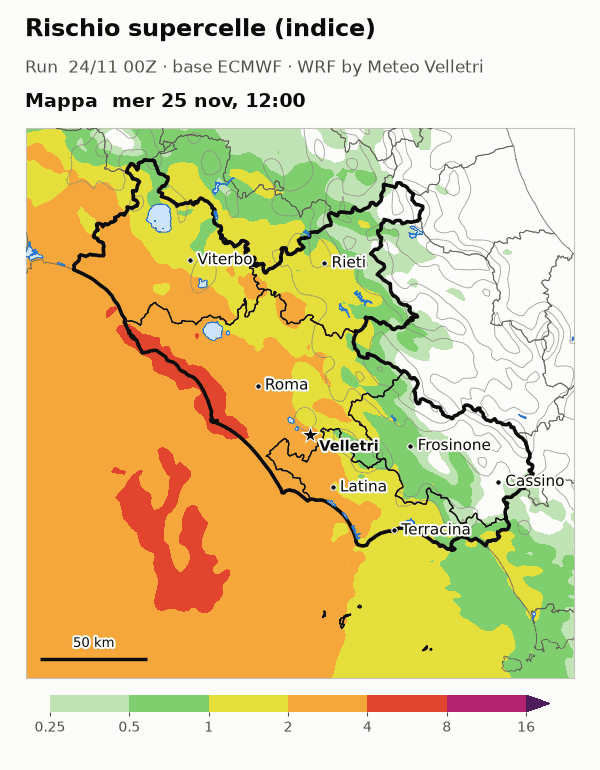 Rischio supercelle (indice)
Run  24/11 00Z · base ECMWF · WRF by Meteo Velletri
Mappa  mer 25 nov, 12:00
Viterbo
Rieti
Roma
Velletri
Frosinone
Cassino
Latina
Terracina
50 km
0.25 0.5 1 2 4 8 16